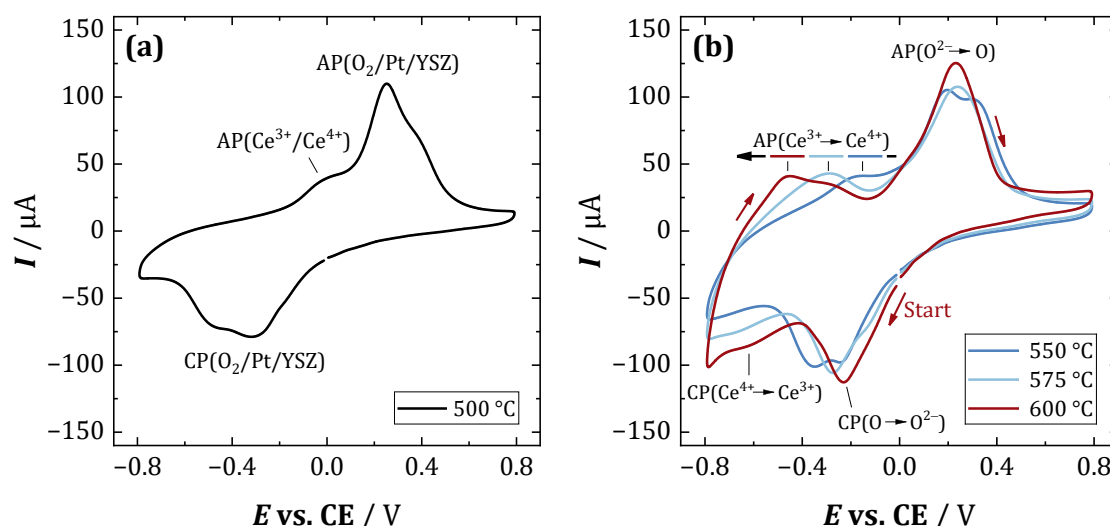 (a)
AP(O₂/Pt/YSZ)
AP(Ce³⁺/Ce⁴⁺)
CP(O₂/Pt/YSZ)
500 °C
150
100
50
0
−50
−100
−150
I / μA
−0.8
−0.4
0.0
0.4
0.8
E vs. CE / V
(b)
AP(O²⁻→O)
AP(Ce³⁺→Ce⁴⁺)
Start
CP(Ce⁴⁺→Ce³⁺)
CP(O→O²⁻)
550 °C
575 °C
600 °C
150
100
50
0
−50
−100
−150
I / μA
−0.8
−0.4
0.0
0.4
0.8
E vs. CE / V